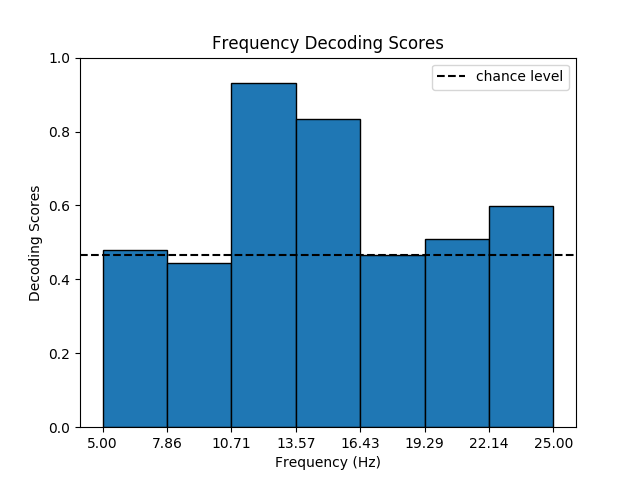 Frequency Decoding Scores
chance level
Decoding Scores
1.0
0.8
0.6
0.4
0.2
0.0
5.00 7.86 10.71 13.57 16.43 19.29 22.14 25.00
Frequency (Hz)